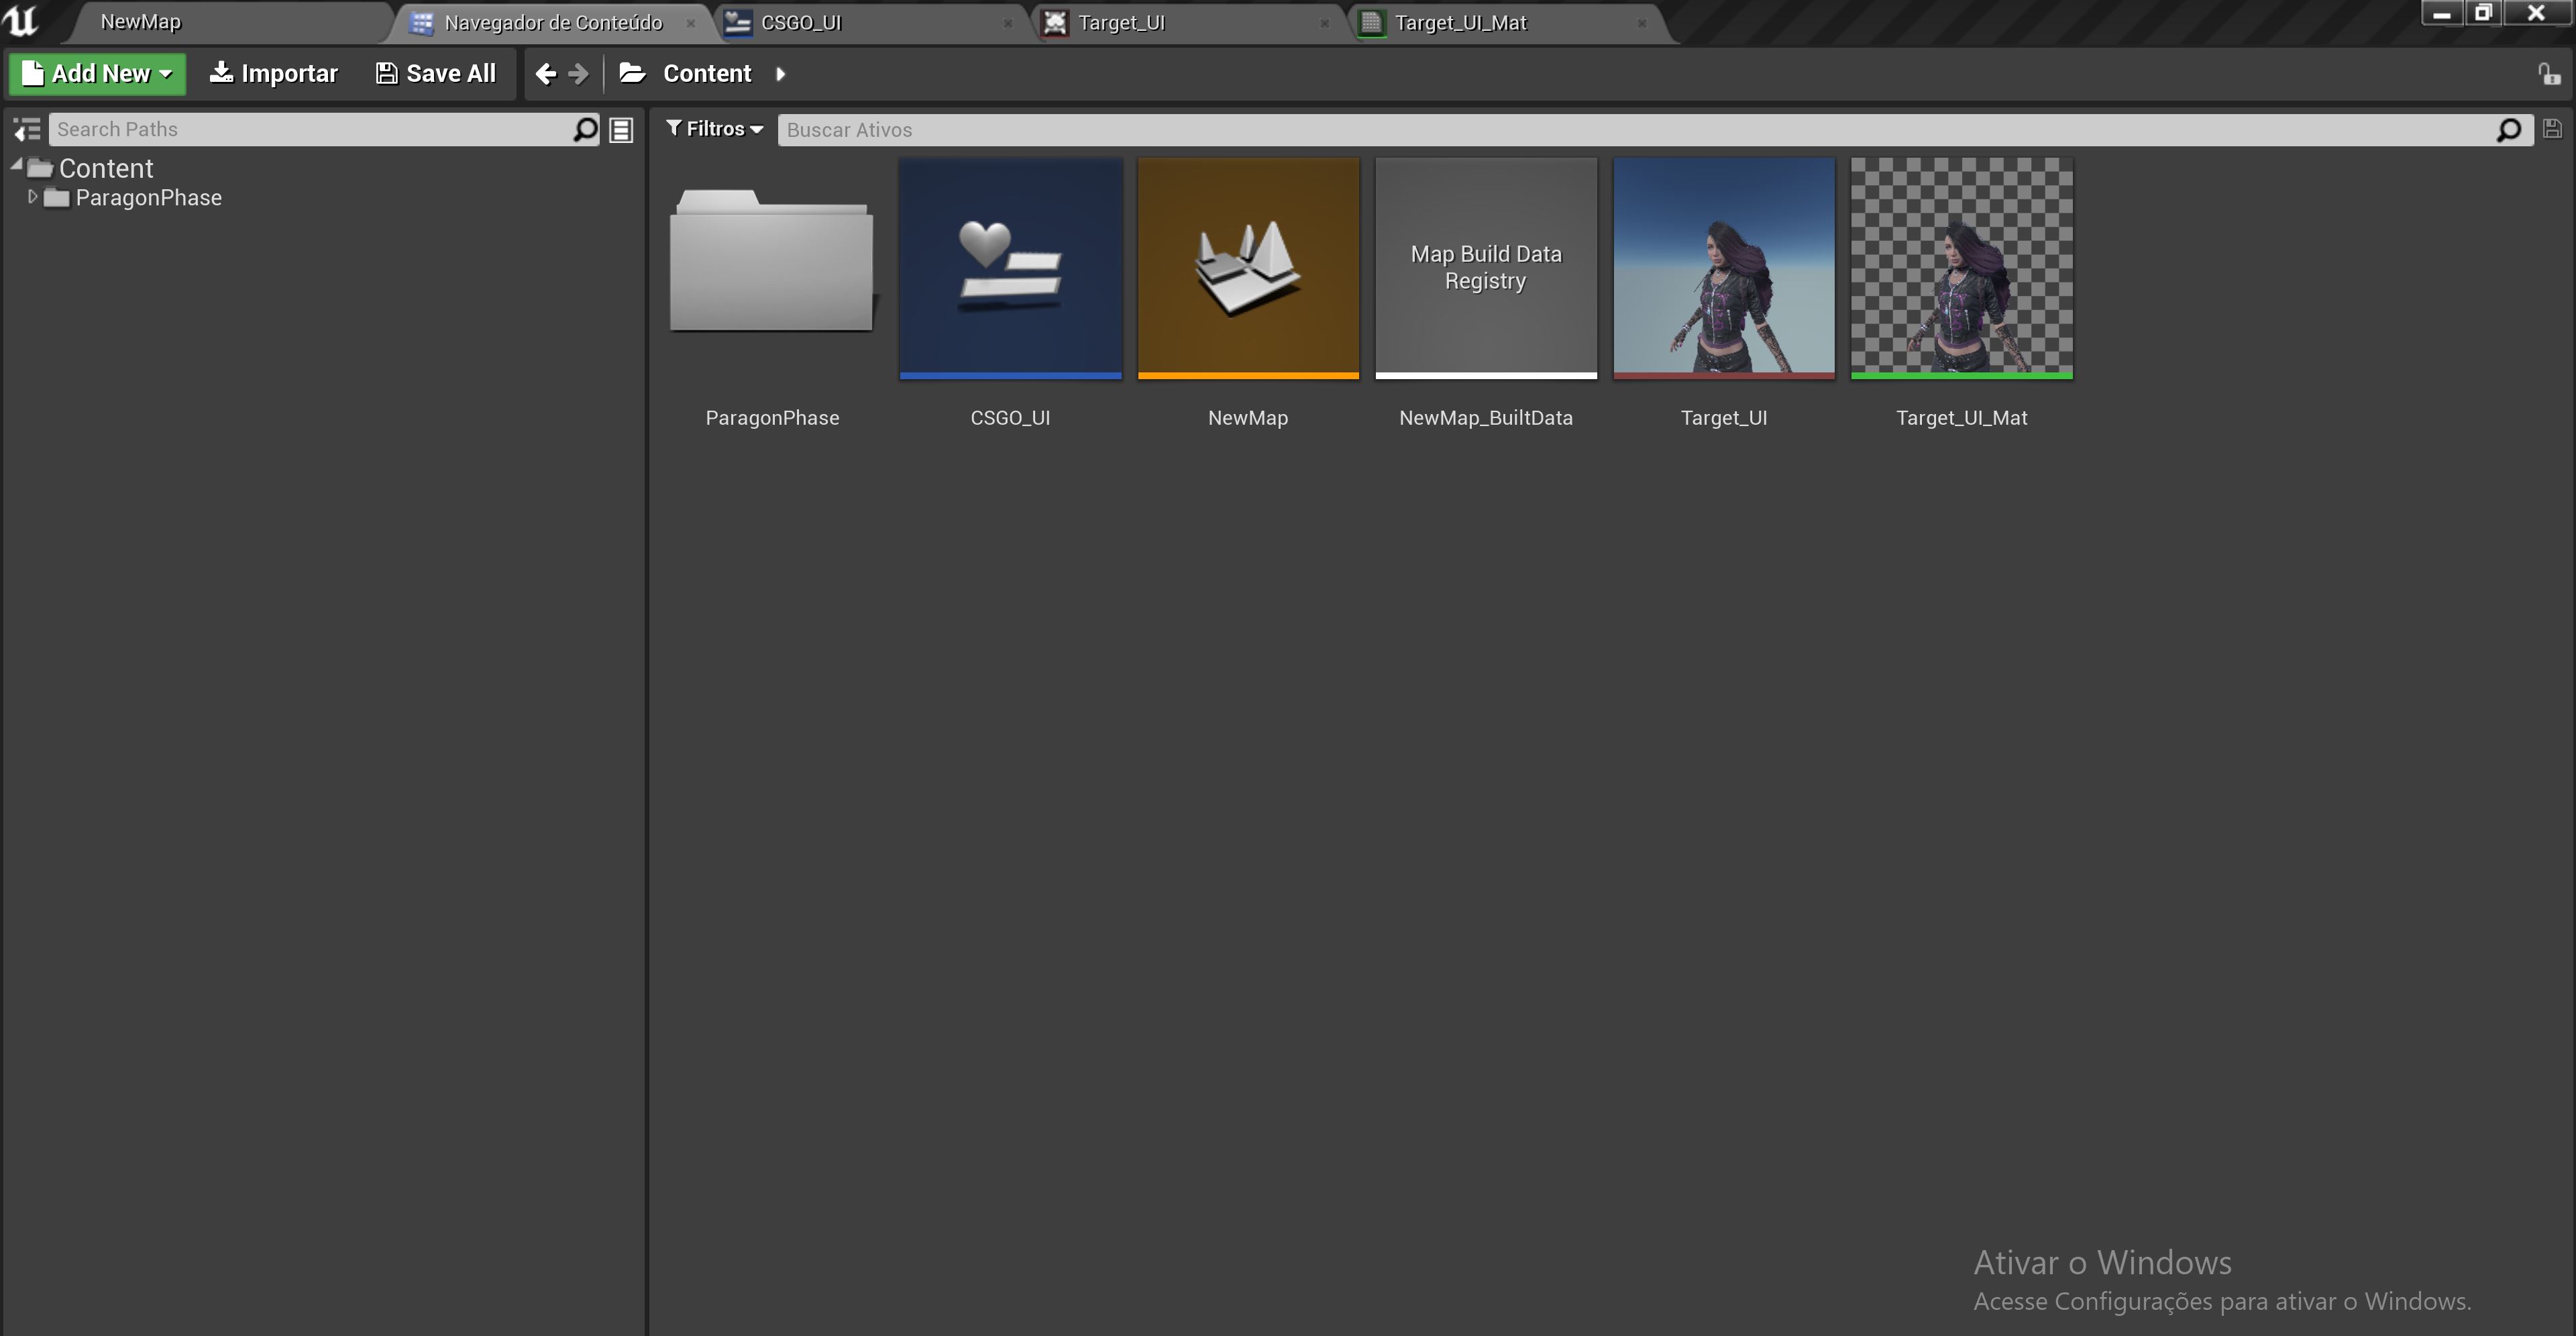 NewMap
Navegador de Conteúdo
CSGO_UI
Target_UI
Target_UI_Mat
Add New
Importar
Save All
Content
Search Paths
Filtros
Buscar Ativos
Content
ParagonPhase
Map Build Data
Registry
ParagonPhase
CSGO_UI
NewMap
NewMap_BuiltData
Target_UI
Target_UI_Mat
Ativar o Windows
Acesse Configurações para ativar o Windows.